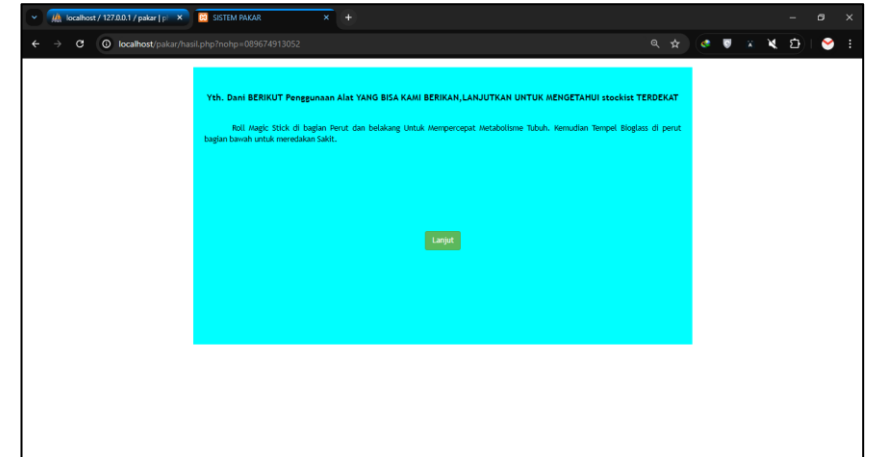 localhost / 127.0.0.1 / pakar | p
SISTEM PAKAR
localhost/pakar/hasil.php?nohp=089674913052
Yth. Dani BERIKUT Penggunaan Alat YANG BISA KAMI BERIKAN,LANJUTKAN UNTUK MENGETAHUI stockist TERDEKAT
Roll Magic Stick di bagian Perut dan belakang Untuk Mempercepat Metabolisme Tubuh. Kemudian Tempel Bioglass di perut
bagian bawah untuk meredakan Sakit.
Lanjut